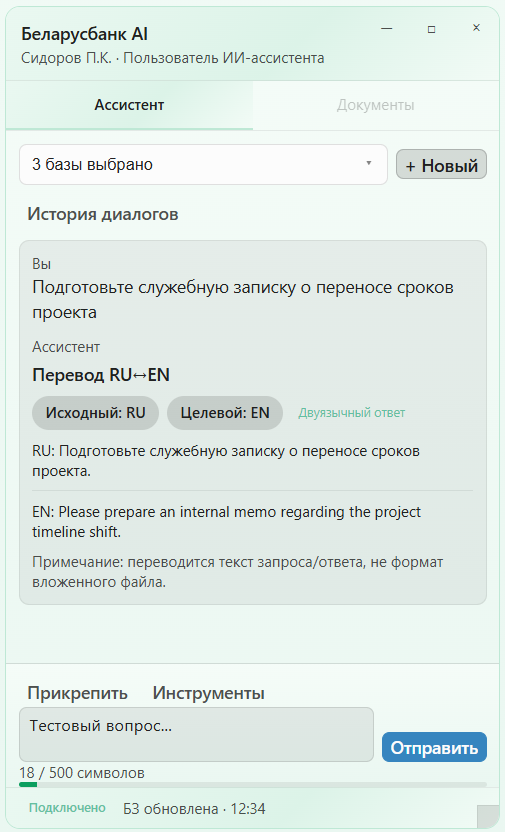 Беларусбанк AI
Сидоров П.К. · Пользователь ИИ-ассистента
Ассистент
Документы
3 базы выбрано
+ Новый
История диалогов
Вы
Подготовьте служебную записку о переносе сроков
проекта
Ассистент
Перевод RU↔EN
Исходный: RU
Целевой: EN
Двуязычный ответ
RU: Подготовьте служебную записку о переносе сроков
проекта.
EN: Please prepare an internal memo regarding the project
timeline shift.
Примечание: переводится текст запроса/ответа, не формат
вложенного файла.
Прикрепить
Инструменты
Тестовый вопрос...
Отправить
18 / 500 символов
Подключено
БЗ обновлена · 12:34